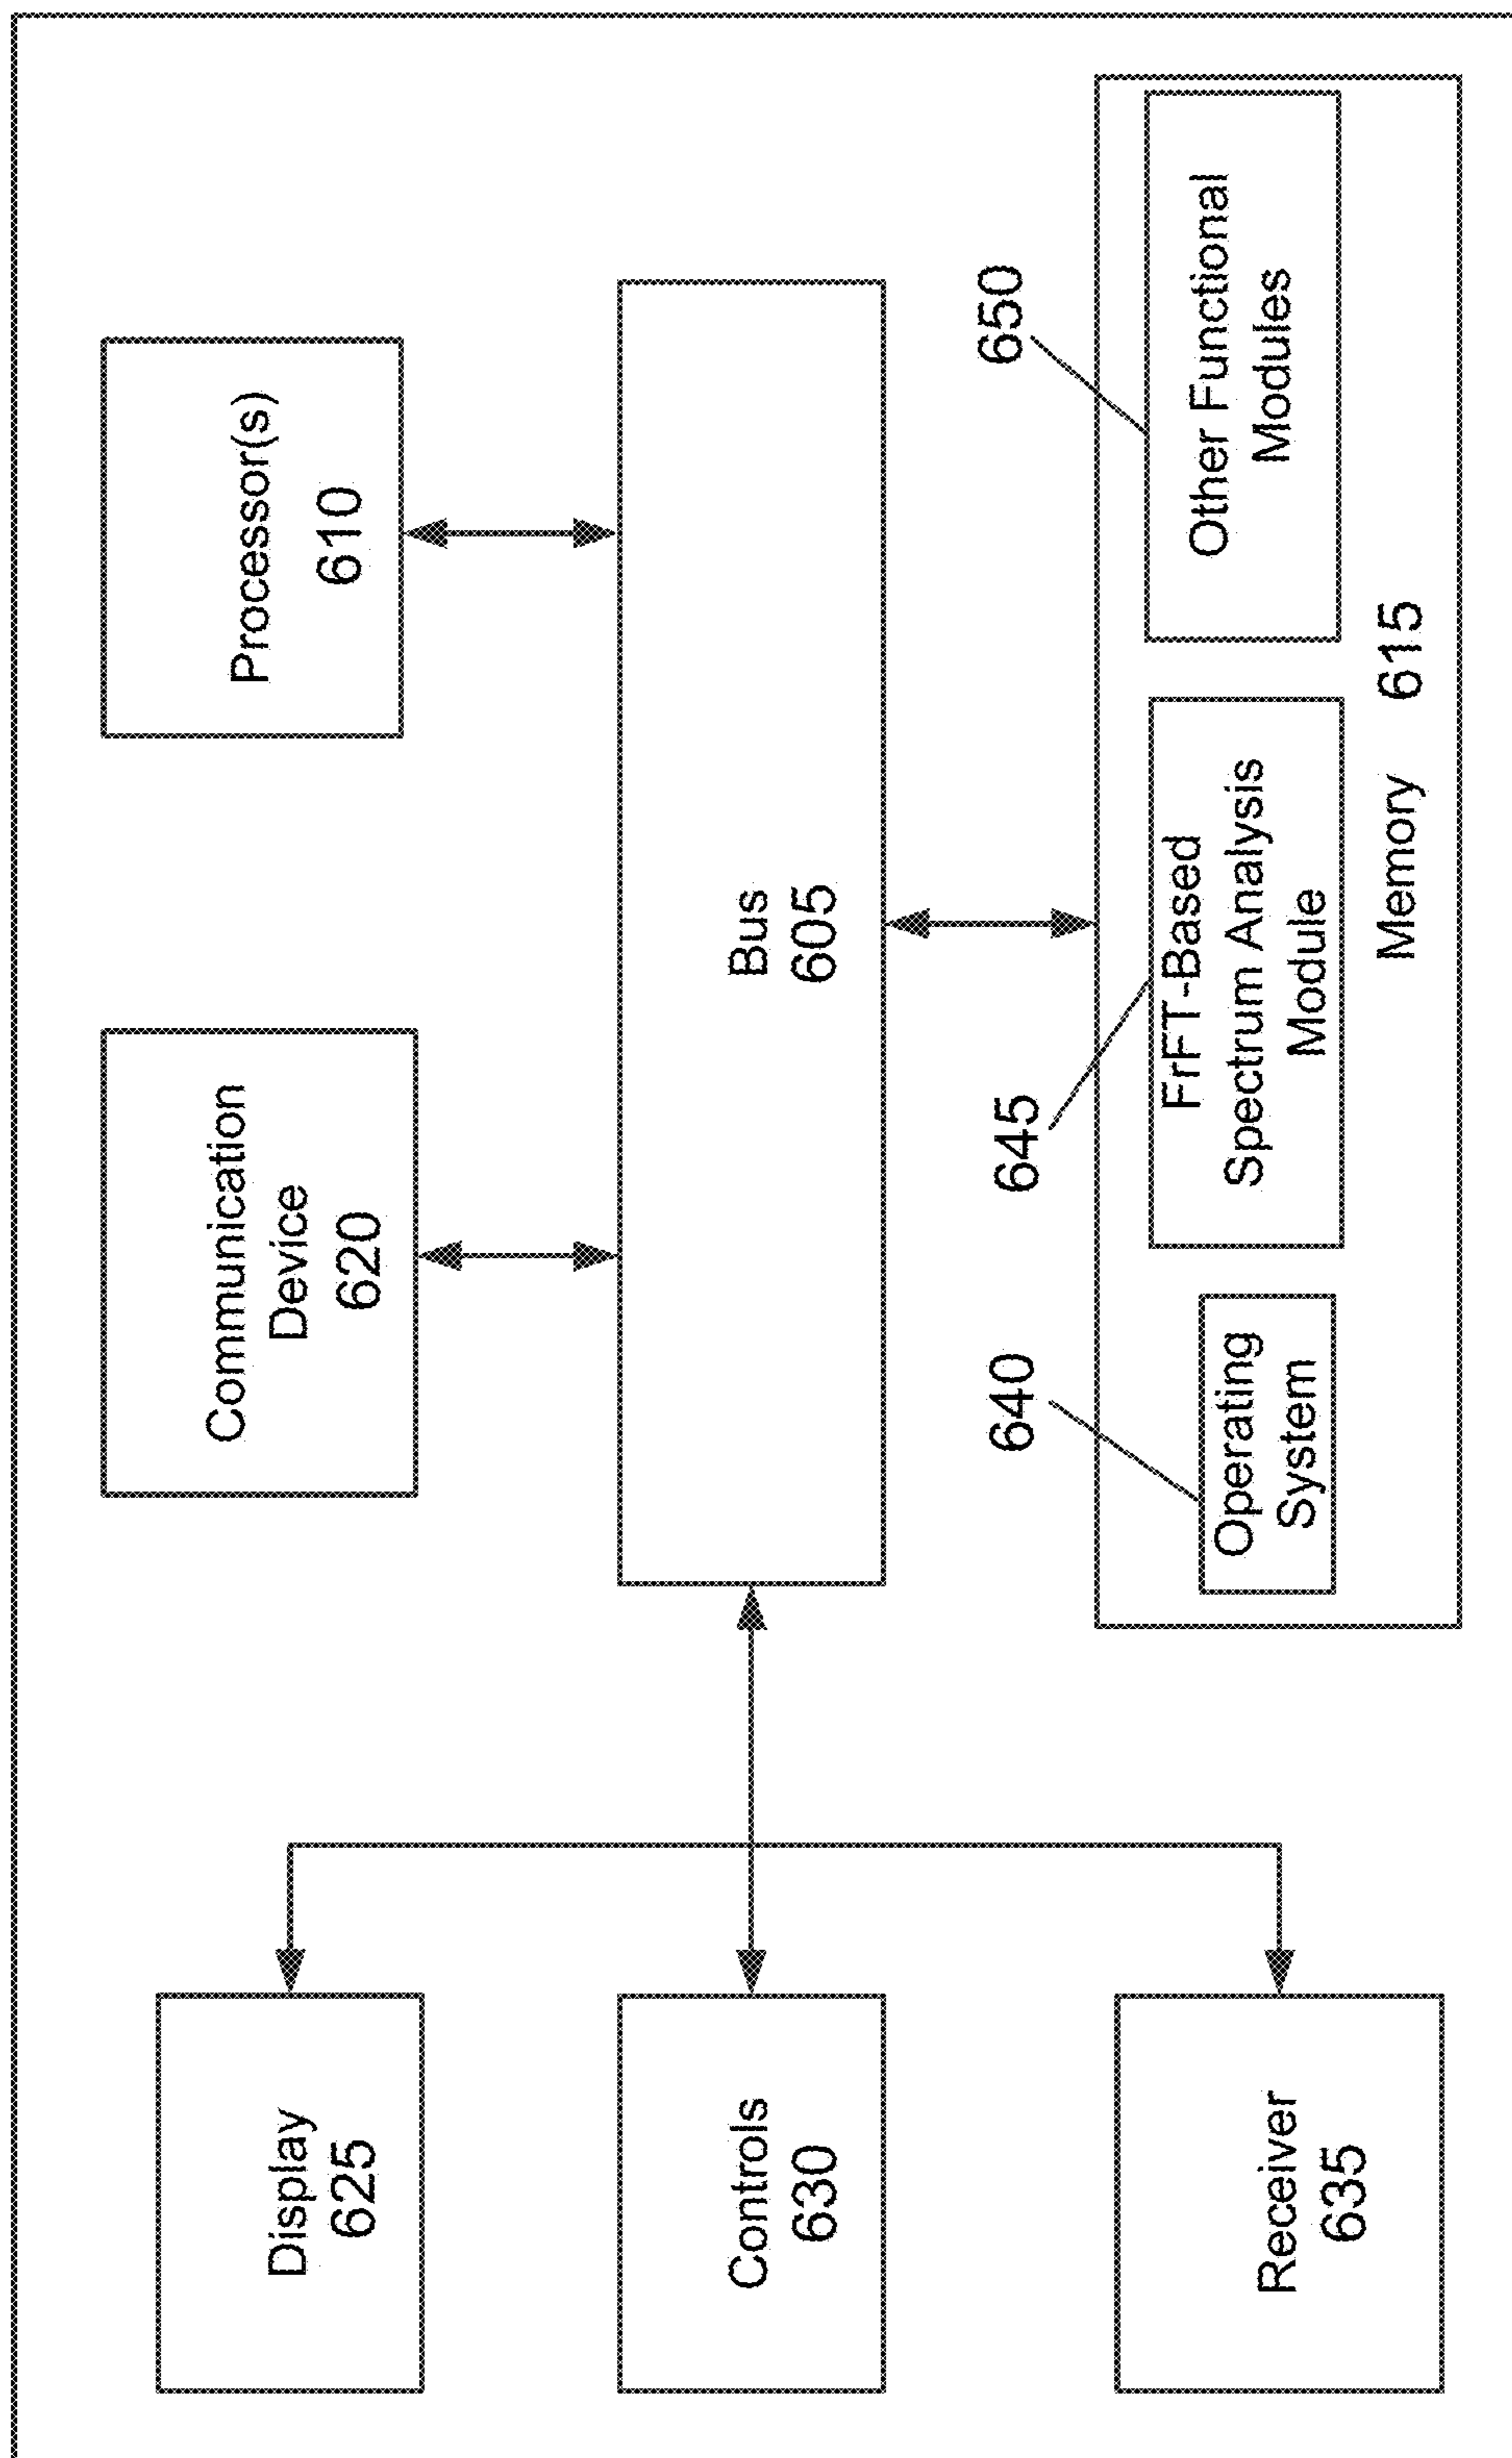 Display
625
Controls
630
Receiver
635
Communication
Device
620
Processor(s)
610
Bus
605
640
645
650
Operating
System
FrFT-Based
Spectrum Analysis
Module
Other Functional
Modules
Memory 615